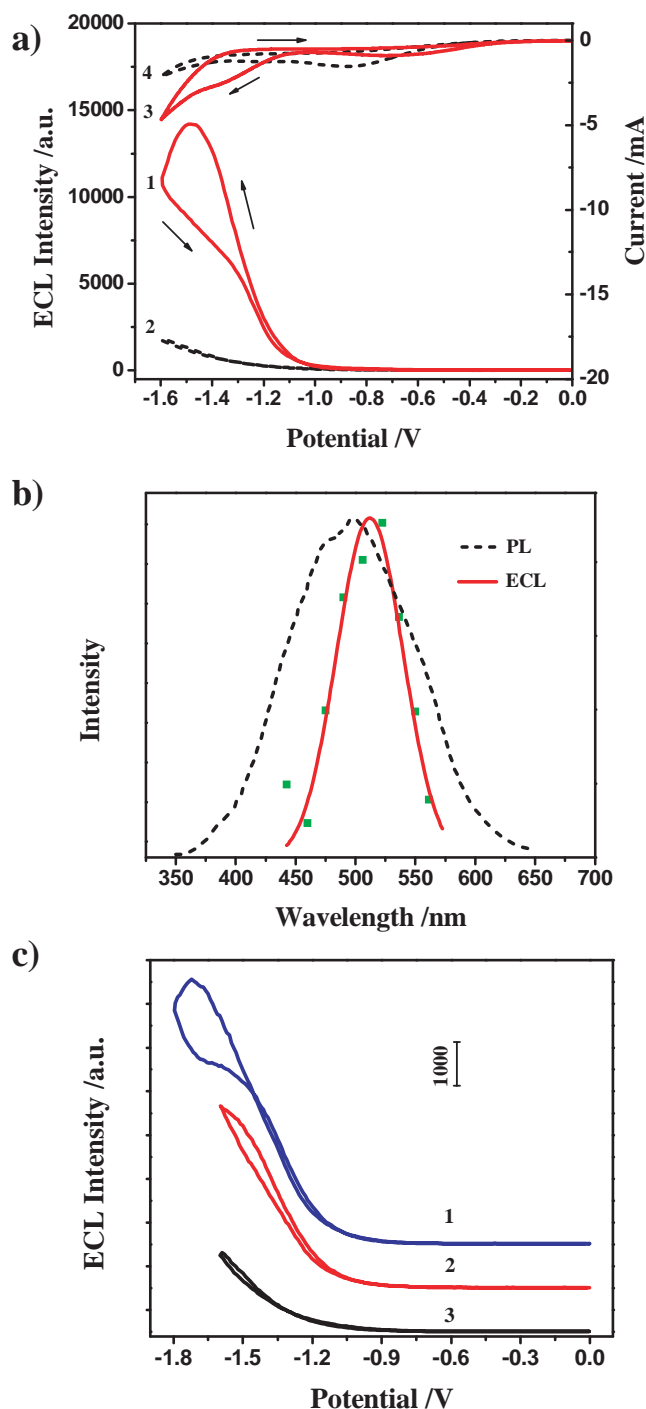 a)
20000
15000
10000
5000
0
ECL Intensity /a.u.
0
-5
-10
-15
-20
Current /mA
4
3
1
2
-1.6 -1.4 -1.2 -1.0 -0.8 -0.6 -0.4 -0.2 0.0
Potential /V
b)
PL
ECL
Intensity
350 400 450 500 550 600 650 700
Wavelength /nm
c)
1000
ECL Intensity /a.u.
1
2
3
-1.8 -1.5 -1.2 -0.9 -0.6 -0.3 0.0
Potential /V